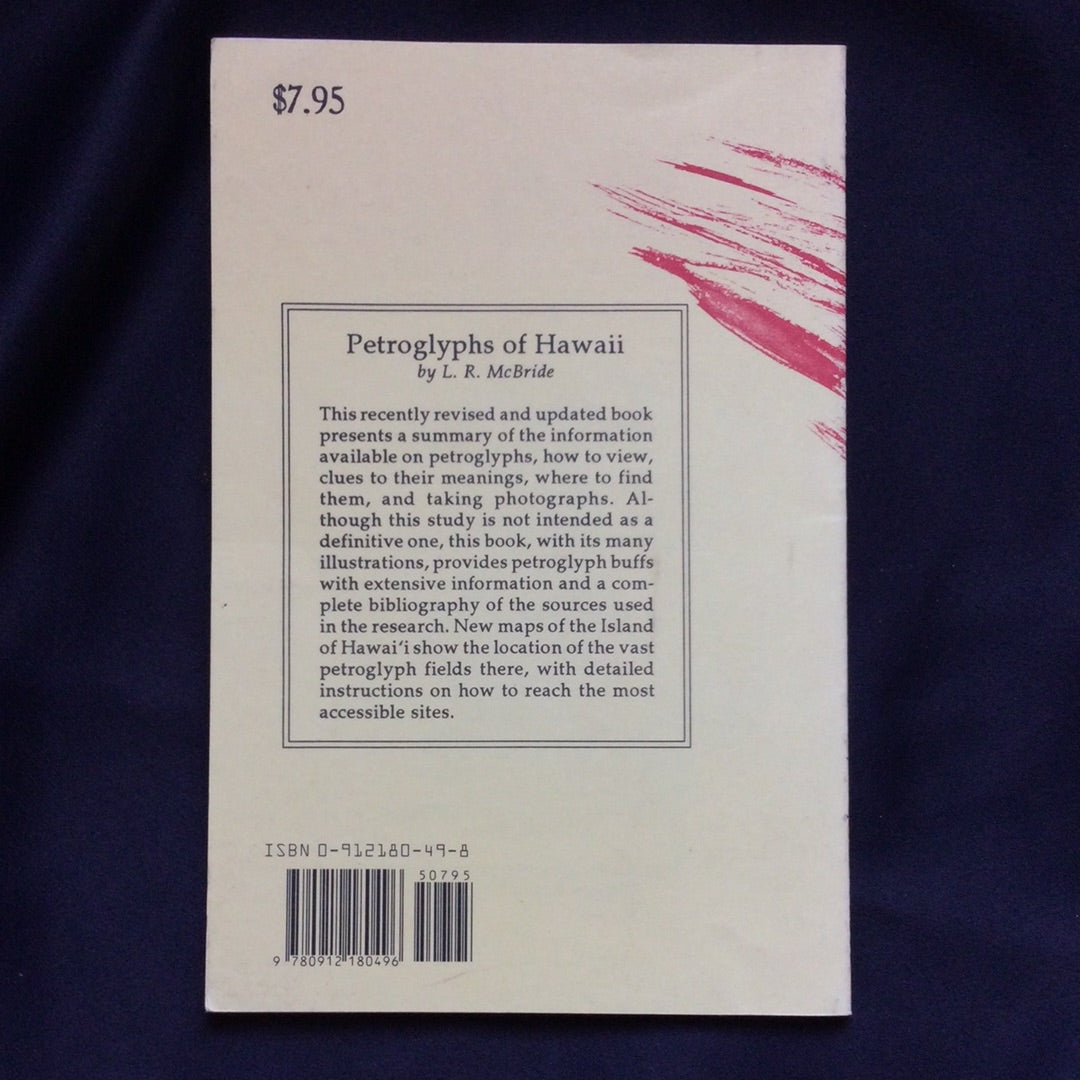 $7.95
Petroglyphs of Hawaii
by L. R. McBride
This recently revised and updated book
presents a summary of the information
available on petroglyphs, how to view,
clues to their meanings, where to find
them, and taking photographs. Al-
though this study is not intended as a
definitive one, this book, with its many
illustrations, provides petroglyph buffs
with extensive information and a com-
plete bibliography of the sources used
in the research. New maps of the Island
of Hawai‘i show the location of the vast
petroglyph fields there, with detailed
instructions on how to reach the most
accessible sites.
ISBN 0-912180-49-8
50795
9 780912 180496